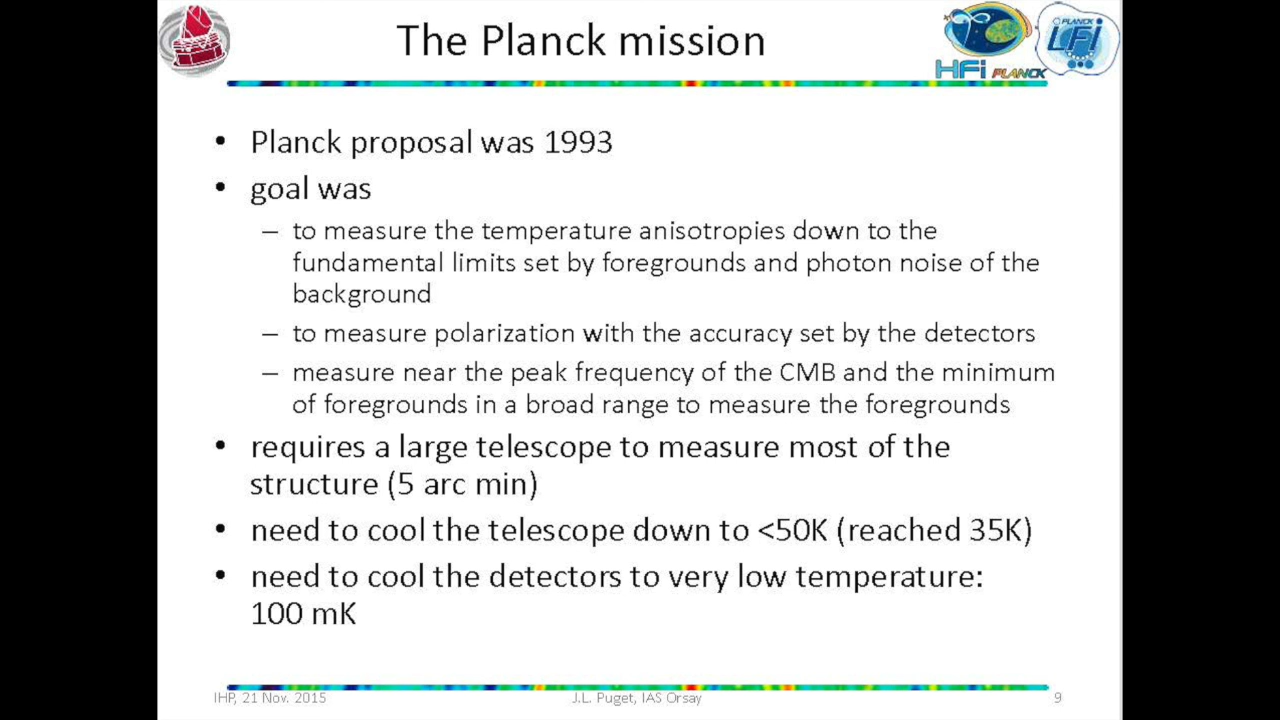 The Planck mission
HFi PLANCK
PLANCK
LFI
• Planck proposal was 1993
• goal was
– to measure the temperature anisotropies down to the
fundamental limits set by foregrounds and photon noise of the
background
– to measure polarization with the accuracy set by the detectors
– measure near the peak frequency of the CMB and the minimum
of foregrounds in a broad range to measure the foregrounds
• requires a large telescope to measure most of the
structure (5 arc min)
• need to cool the telescope down to <50K (reached 35K)
• need to cool the detectors to very low temperature:
100 mK
IHP, 21 Nov. 2015
J.L. Puget, IAS Orsay
9